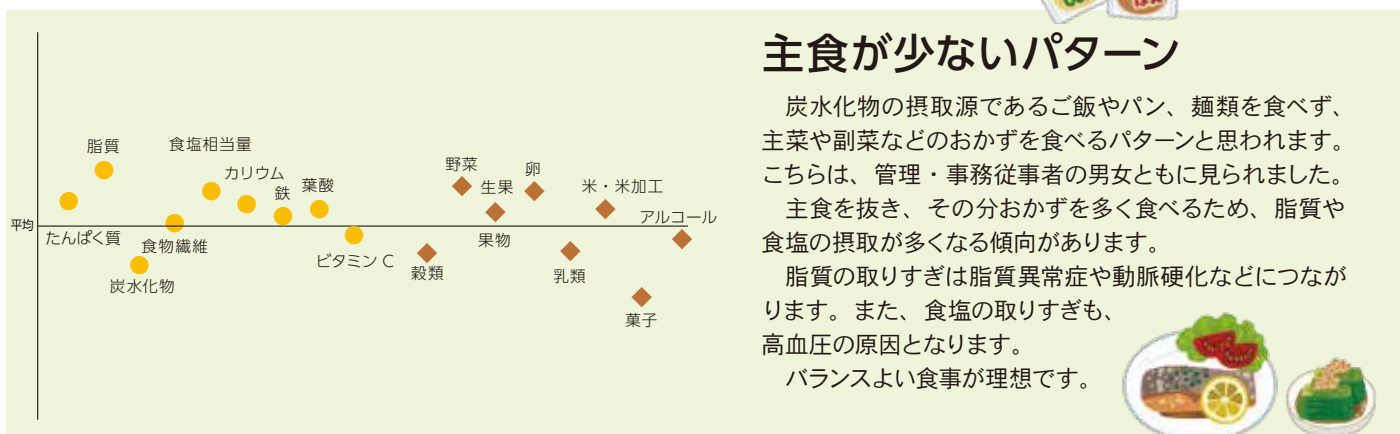 主食が少ないパターン
脂質
食塩相当量
カリウム
鉄
葉酸
野菜
生果
卵
米・米加工
アルコール
平均
たんぱく質
食物繊維
炭水化物
ビタミン C
穀類
果物
乳類
菓子
炭水化物の摂取源であるご飯やパン、麺類を食べず、
主菜や副菜などのおかずを食べるパターンと思われます。
こちらは、管理・事務従事者の男女ともに見られました。
主食を抜き、その分おかずを多く食べるため、脂質や
食塩の摂取が多くなる傾向があります。
脂質の取りすぎは脂質異常症や動脈硬化などにつなが
ります。また、食塩の取りすぎも、
高血圧の原因となります。
バランスよい食事が理想です。